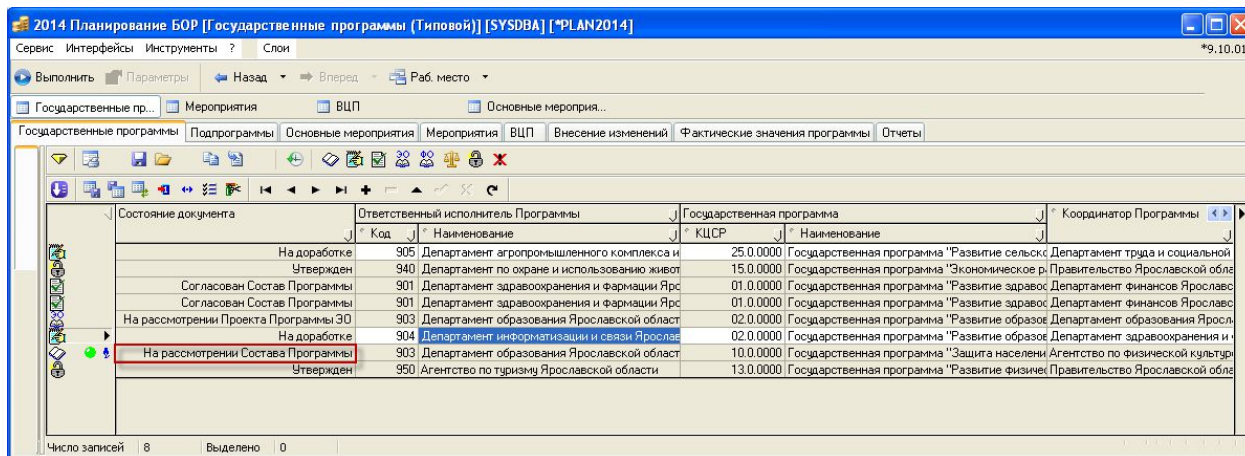 2014 Планирование БОР [Государственные программы (Типовой)] [SYSDBA] [*PLAN2014]
Сервис Интерфейсы Инструменты ? Слои *9.10.01
Выполнить Параметры Назад Вперед Раб. место
Государственные пр... Мероприятия ВЦП Основные мероприя...
Государственные программы Подпрограммы Основные мероприятия Мероприятия ВЦП Внесение изменений Фактические значения программы Отчеты
Состояние документа Ответственный исполнитель Программы Государственная программа Координатор Программы
Код Наименование КЦСР Наименование
На доработке 905 Департамент агропромышленного комплекса и 25.0.0000 Государственная программа "Развитие сельск Департамент труда и социальной
Утвержден 940 Департамент по охране и использованию живот 15.0.0000 Государственная программа "Экономическое р Правительство Ярославской обла
Согласован Состав Программы 901 Департамент здравоохранения и фармации Ярс 01.0.0000 Государственная программа "Развитие здравос Департамент финансов Ярославс
Согласован Состав Программы 901 Департамент здравоохранения и фармации Ярс 01.0.0000 Государственная программа "Развитие здравос Департамент финансов Ярославс
На рассмотрении Проекта Программы ЭО 903 Департамент образования Ярославской област 02.0.0000 Государственная программа "Развитие образов Департамент образования Яросл
На доработке 904 Департамент информатизации и связи Ярослав 02.0.0000 Государственная программа "Развитие образов Департамент здравоохранения и
На рассмотрении Состава Программы 903 Департамент образования Ярославской област 10.0.0000 Государственная программа "Защита населени Агентство по физической культур
Утвержден 950 Агентство по туризму Ярославской области 13.0.0000 Государственная программа "Развитие физиче Правительство Ярославской обла
Число записей 8 Выделено 0